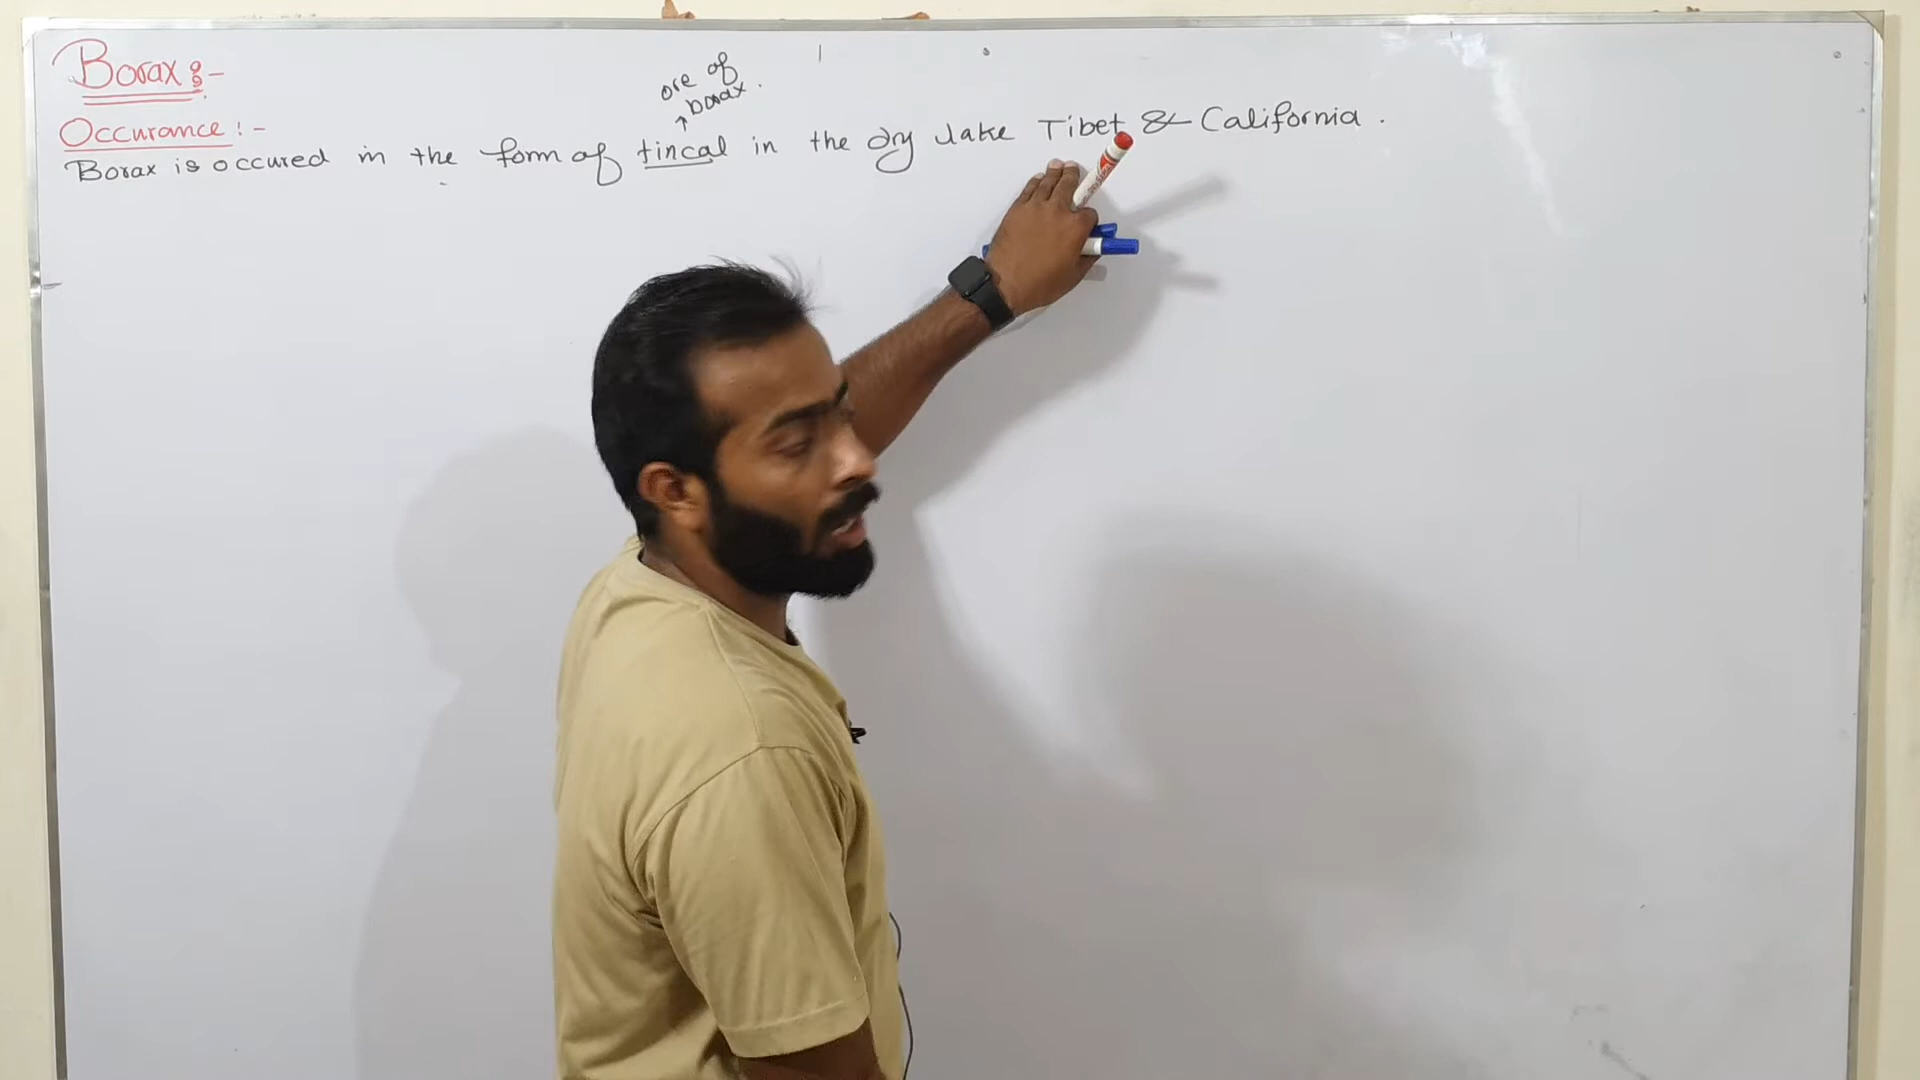 Borax :-
ore of
borax.
Occurance :-
Borax is occured in the form of tincal in the dry lake Tibet & California .